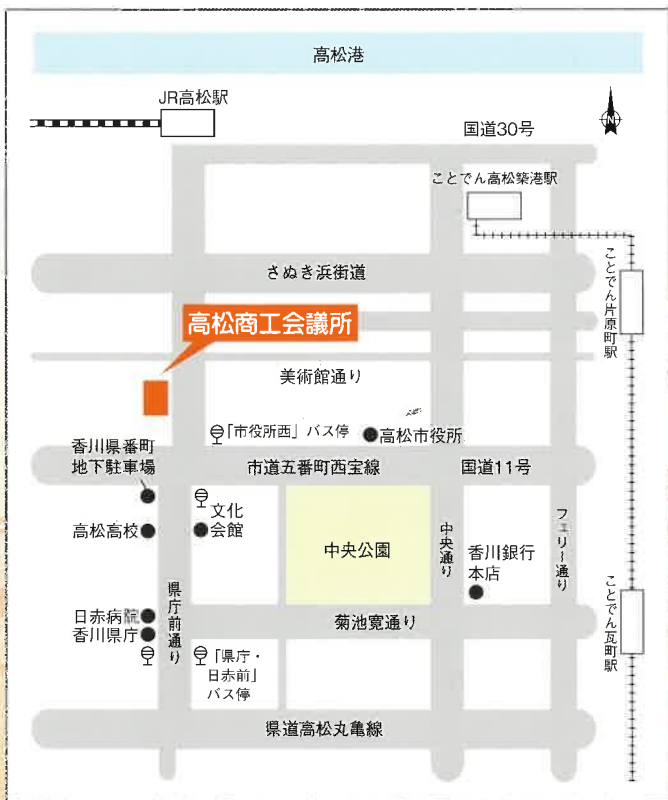 高松港
JR高松駅
N
国道30号
ことでん高松築港駅
さぬき浜街道
ことでん片原町駅
高松商工会議所
美術館通り
「市役所西」バス停
高松市役所
香川県番町
地下駐車場
市道五番町西宝線
国道11号
文化
会館
高松高校
中央公園
中央通り
香川銀行
本店
フェリー通り
県庁前通り
日赤病院
香川県庁
菊池寛通り
ことでん瓦町駅
「県庁・
日赤前」
バス停
県道高松丸亀線